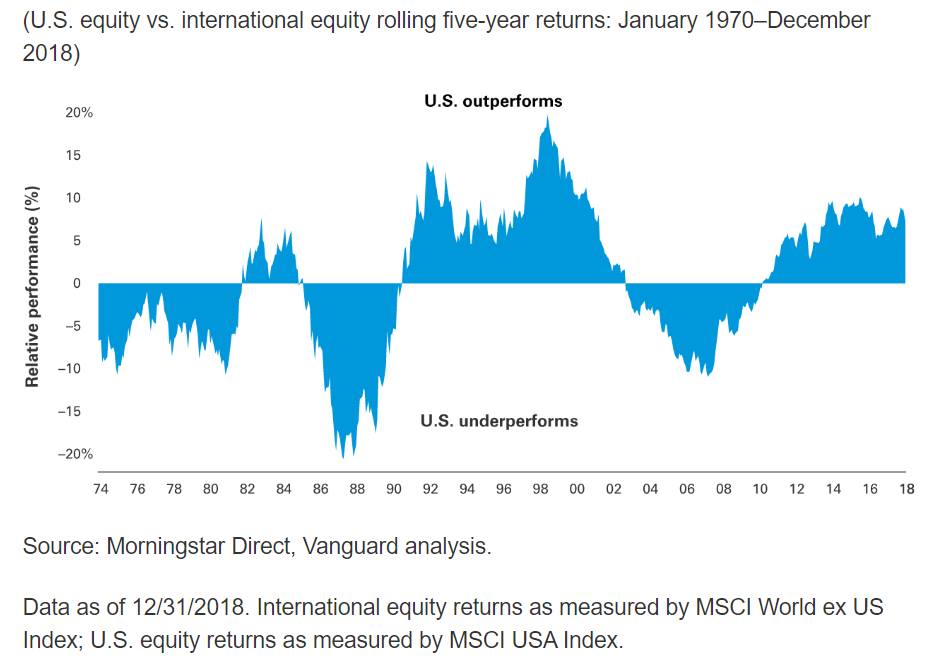 (U.S. equity vs. international equity rolling five-year returns: January 1970–December
2018)
U.S. outperforms
20%
15
10
5
0
–5
–10
–15
–20%
Relative performance (%)
U.S. underperforms
74 76 78 80 82 84 86 88 90 92 94 96 98 00 02 04 06 08 10 12 14 16 18
Source: Morningstar Direct, Vanguard analysis.
Data as of 12/31/2018. International equity returns as measured by MSCI World ex US
Index; U.S. equity returns as measured by MSCI USA Index.